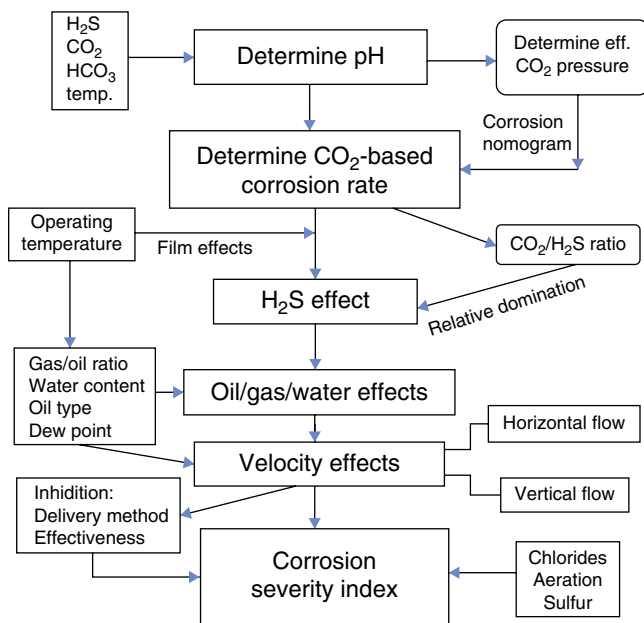 H₂S
CO₂
HCO₃
temp.
Determine pH
Determine eff.
CO₂ pressure
Corrosion
nomogram
Determine CO₂-based
corrosion rate
Operating
temperature
Film effects
CO₂/H₂S ratio
H₂S effect
Relative domination
Gas/oil ratio
Water content
Oil type
Dew point
Oil/gas/water effects
Horizontal flow
Velocity effects
Vertical flow
Inhidition:
Delivery method
Effectiveness
Corrosion
severity index
Chlorides
Aeration
Sulfur